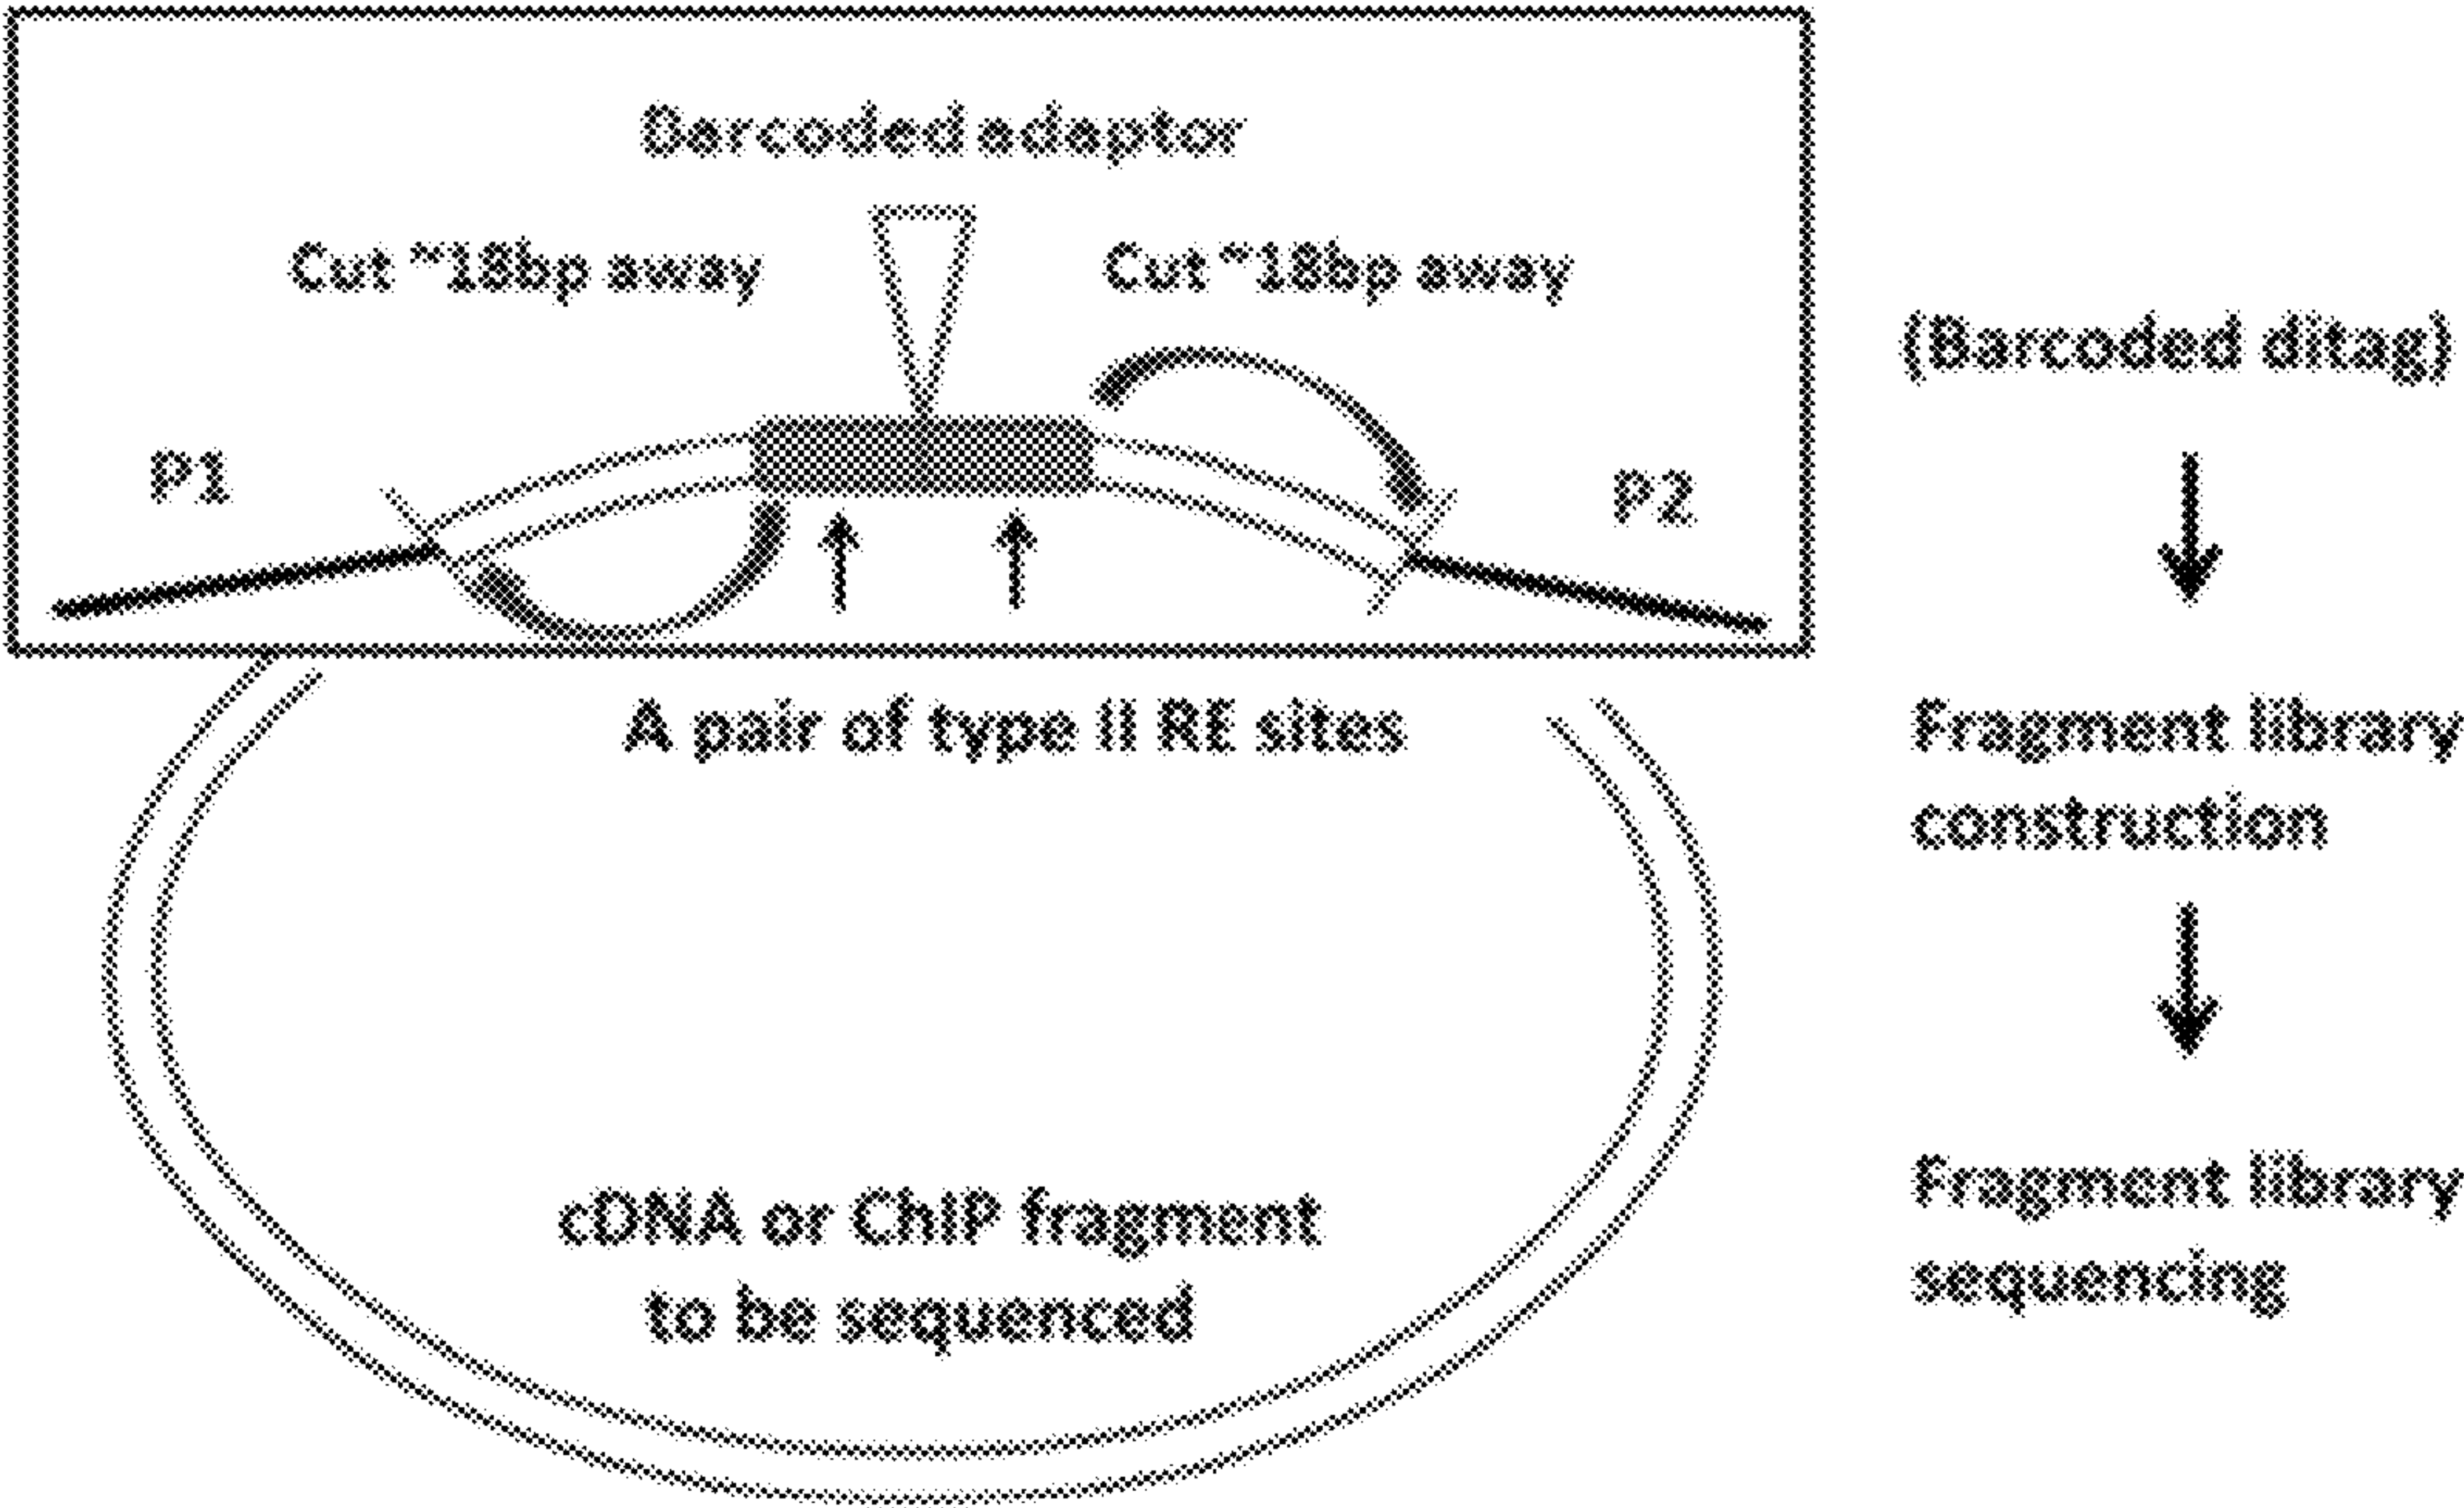 Barcoded adaptor
Cut ~18bp away
Cut ~18bp away
(Barcoded ditag)
P1
P2
A pair of type II RE sites
Fragment library
construction
cDNA or ChIP fragment
to be sequenced
Fragment library
sequencing